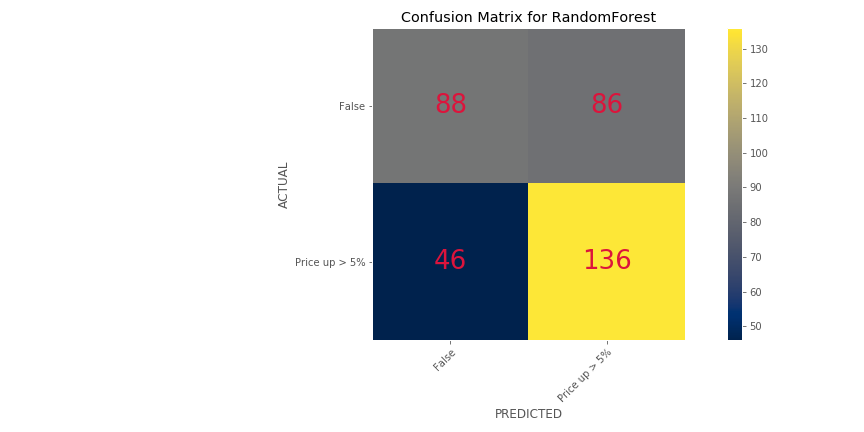 Confusion Matrix for RandomForest
ACTUAL
False
88
86
Price up > 5%
46
136
False
Price up > 5%
PREDICTED
130
120
110
100
90
80
70
60
50